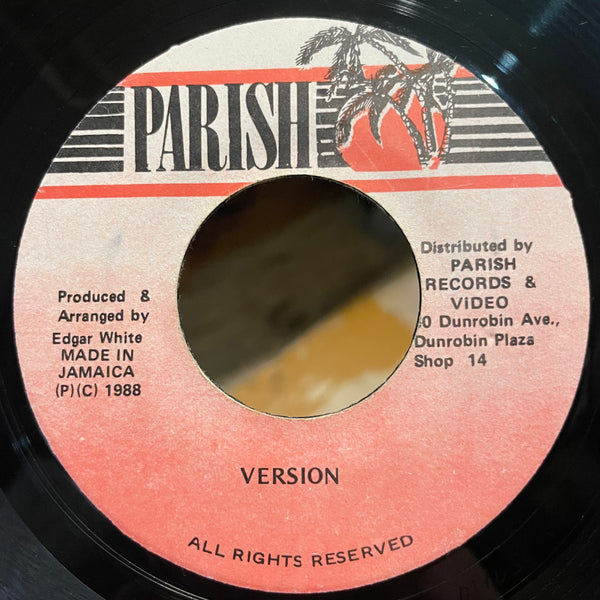 PARISH
Produced &
Arranged by
Edgar White
MADE IN
JAMAICA
(P)(C) 1988
Distributed by
PARISH
RECORDS &
ViDEO
40 Dunrobin Ave.,
Dunrobin Plaza
Shop 14
VERSION
ALL RIGHTS RESERVED